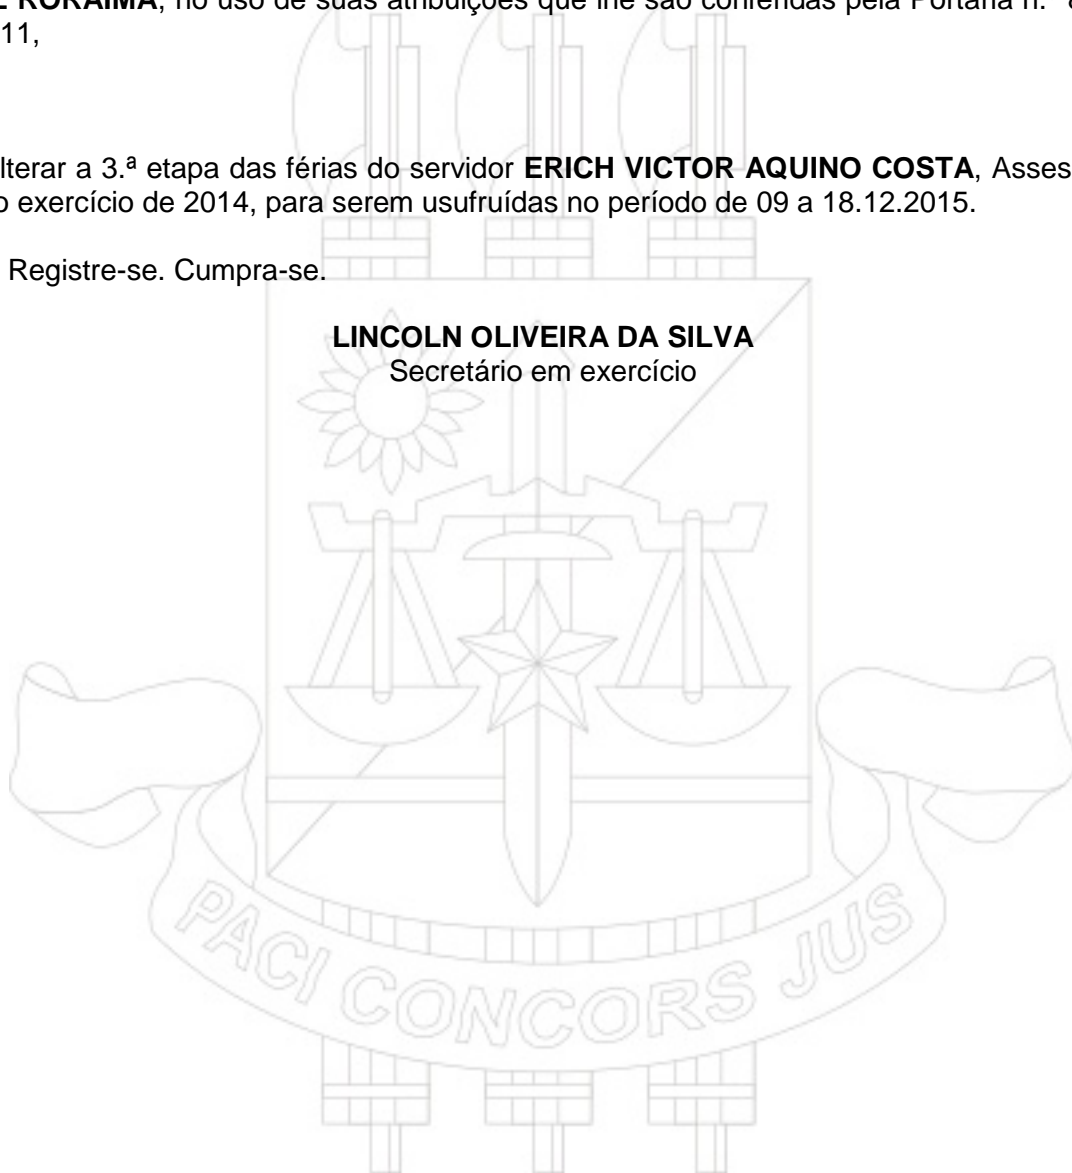 RORAIMA, no uso de suas atribuições que lhe são conferidas pela Portaria n.º
11,
lterar a 3.ª etapa das férias do servidor ERICH VICTOR AQUINO COSTA, Asses
o exercício de 2014, para serem usufruídas no período de 09 a 18.12.2015.
Registre-se. Cumpra-se.
LINCOLN OLIVEIRA DA SILVA
Secretário em exercício
PACI CONCORS JUS